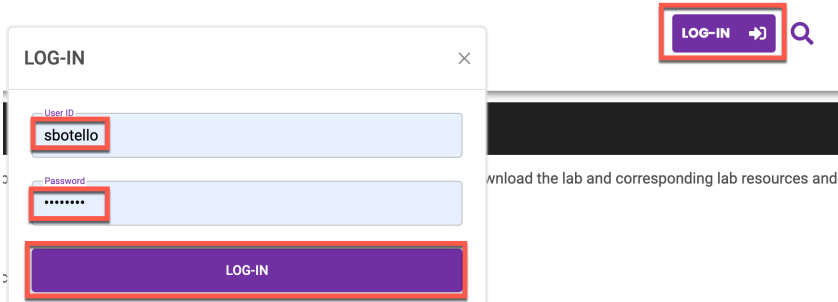 LOG-IN
LOG-IN
User ID
sbotello
Password
••••••••
wnload the lab and corresponding lab resources and
LOG-IN